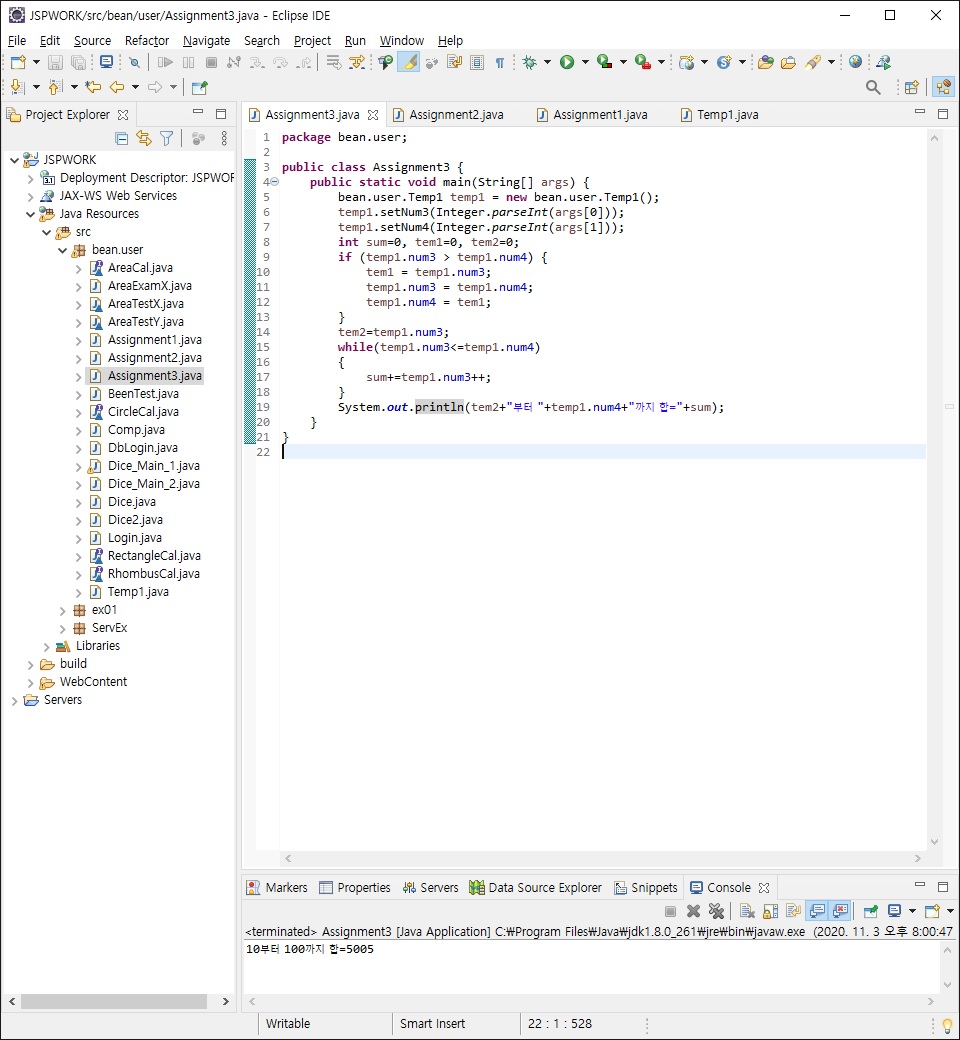 JSPWORK/src/bean/user/Assignment3.java - Eclipse IDE
File Edit Source Refactor Navigate Search Project Run Window Help
Project Explorer
JSPWORK
Deployment Descriptor: JSPWOR
JAX-WS Web Services
Java Resources
src
bean.user
AreaCal.java
AreaExamX.java
AreaTestX.java
AreaTestY.java
Assignment1.java
Assignment2.java
Assignment3.java
BeenTest.java
CircleCal.java
Comp.java
DbLogin.java
Dice_Main_1.java
Dice_Main_2.java
Dice.java
Dice2.java
Login.java
RectangleCal.java
RhombusCal.java
Temp1.java
ex01
ServEx
Libraries
build
WebContent
Servers
Assignment3.java Assignment2.java Assignment1.java Temp1.java
1 package bean.user;
2
3 public class Assignment3 {
4 public static void main(String[] args) {
5 bean.user.Temp1 temp1 = new bean.user.Temp1();
6 temp1.setNum3(Integer.parseInt(args[0]));
7 temp1.setNum4(Integer.parseInt(args[1]));
8 int sum=0, tem1=0, tem2=0;
9 if (temp1.num3 > temp1.num4) {
10 tem1 = temp1.num3;
11 temp1.num3 = temp1.num4;
12 temp1.num4 = tem1;
13 }
14 tem2=temp1.num3;
15 while(temp1.num3<=temp1.num4)
16 {
17 sum+=temp1.num3++;
18 }
19 System.out.println(tem2+"부터 "+temp1.num4+"까지 합="+sum);
20 }
21 }
22
Markers Properties Servers Data Source Explorer Snippets Console
<terminated> Assignment3 [Java Application] C:₩Program Files₩Java₩jdk1.8.0_261₩jre₩bin₩javaw.exe (2020. 11. 3 오후 8:00:47
10부터 100까지 합=5005
Writable Smart Insert 22 : 1 : 528